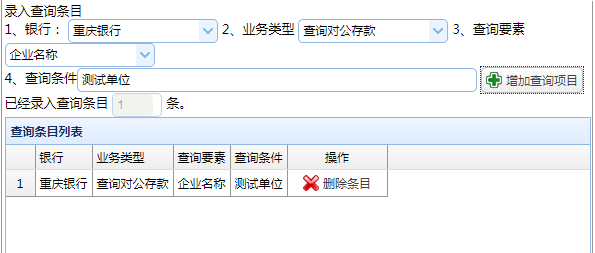 录入查询条目
1、银行： 重庆银行 2、业务类型 查询对公存款 3、查询要素
企业名称
4、查询条件 测试单位 增加查询项目
已经录入查询条目 1 条。
查询条目列表
银行 业务类型 查询要素 查询条件 操作
1 重庆银行 查询对公存款 企业名称 测试单位 删除条目